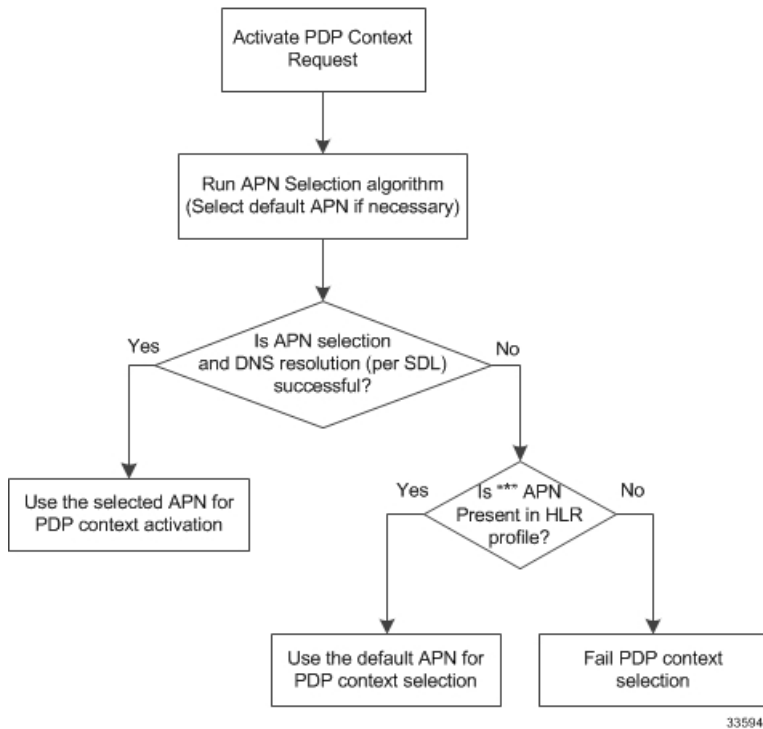 Activate PDP Context
Request
Run APN Selection algorithm
(Select default APN if necessary)
Is APN selection
and DNS resolution (per SDL)
successful?
Yes
No
Use the selected APN for
PDP context activation
Is "*" APN
Present in HLR
profile?
Yes
No
Use the default APN for
PDP context selection
Fail PDP context
selection
33594